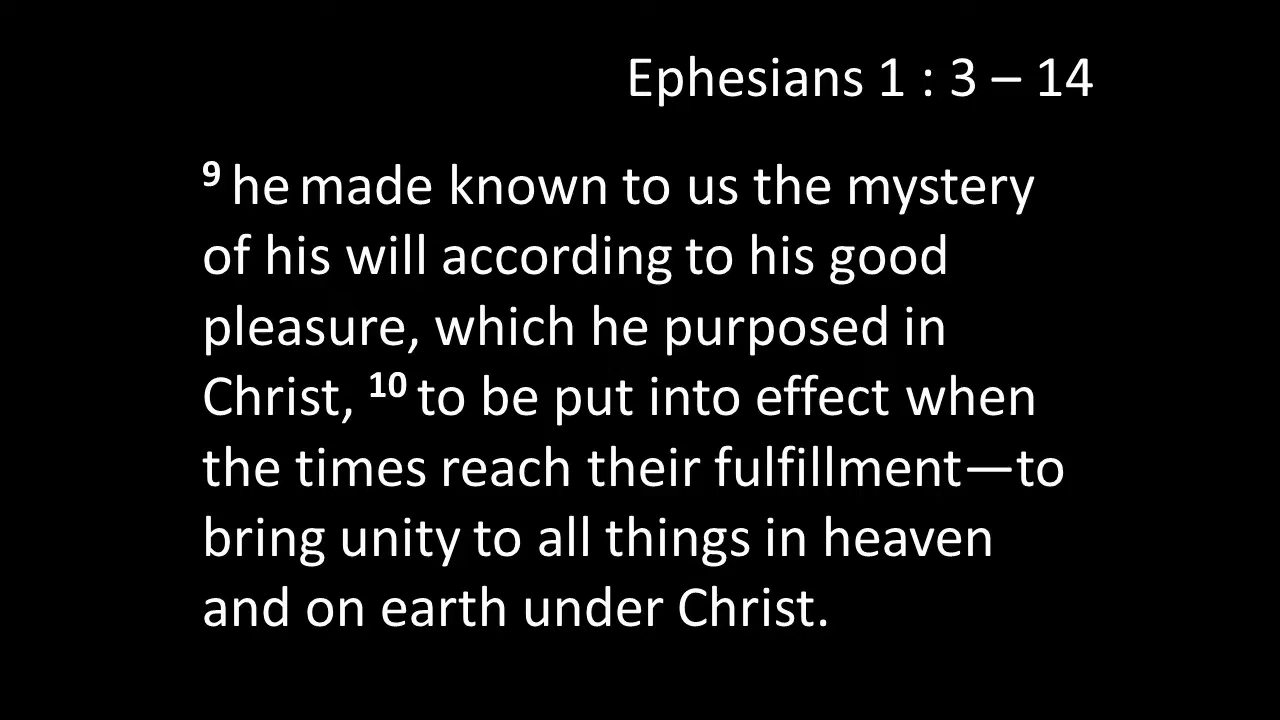 Ephesians 1 : 3 – 14
9 he made known to us the mystery
of his will according to his good
pleasure, which he purposed in
Christ, 10 to be put into effect when
the times reach their fulfillment—to
bring unity to all things in heaven
and on earth under Christ.